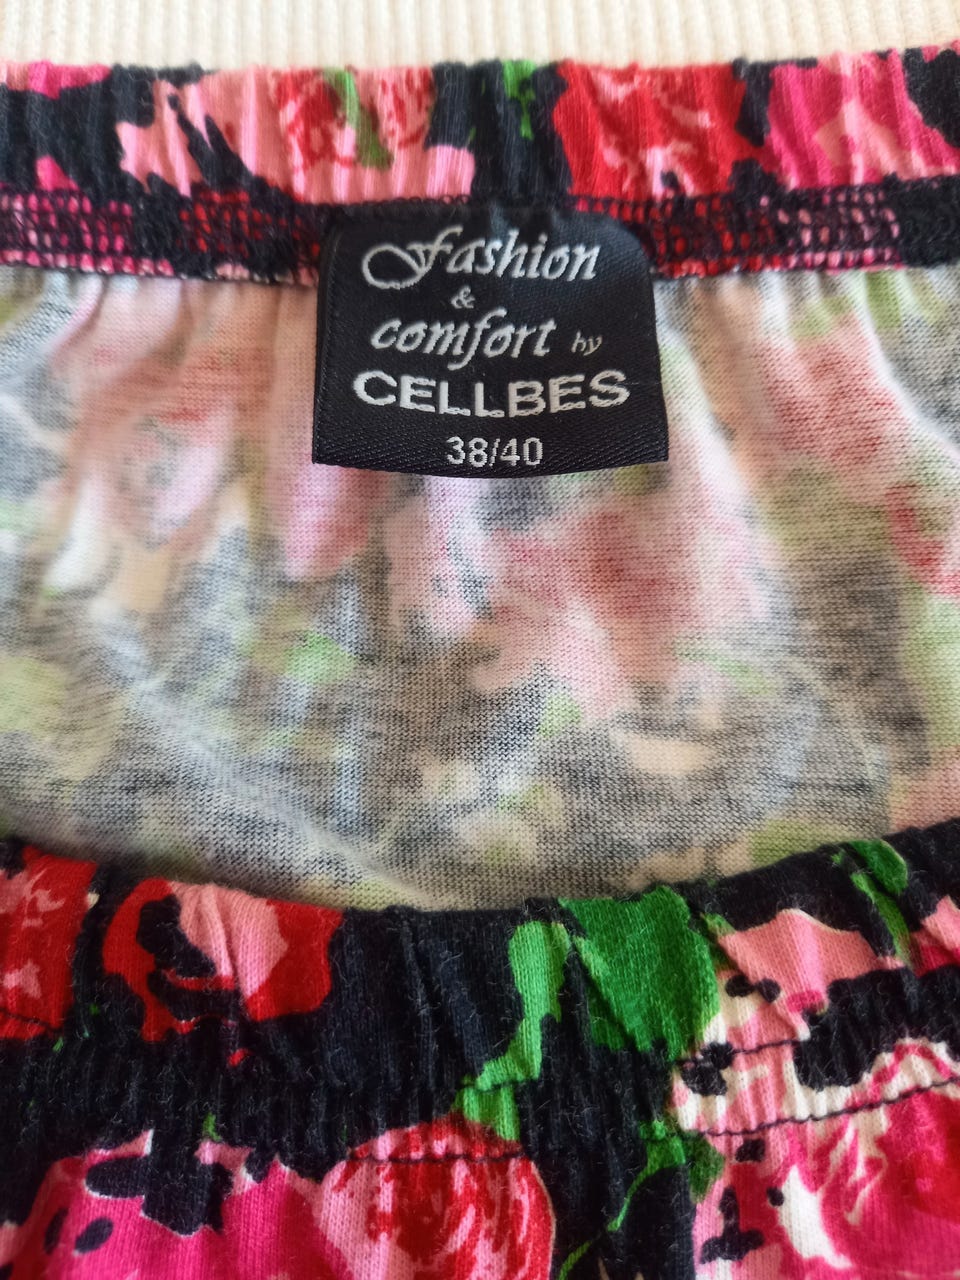 Fashion
&
comfort by
CELLBES
38/40